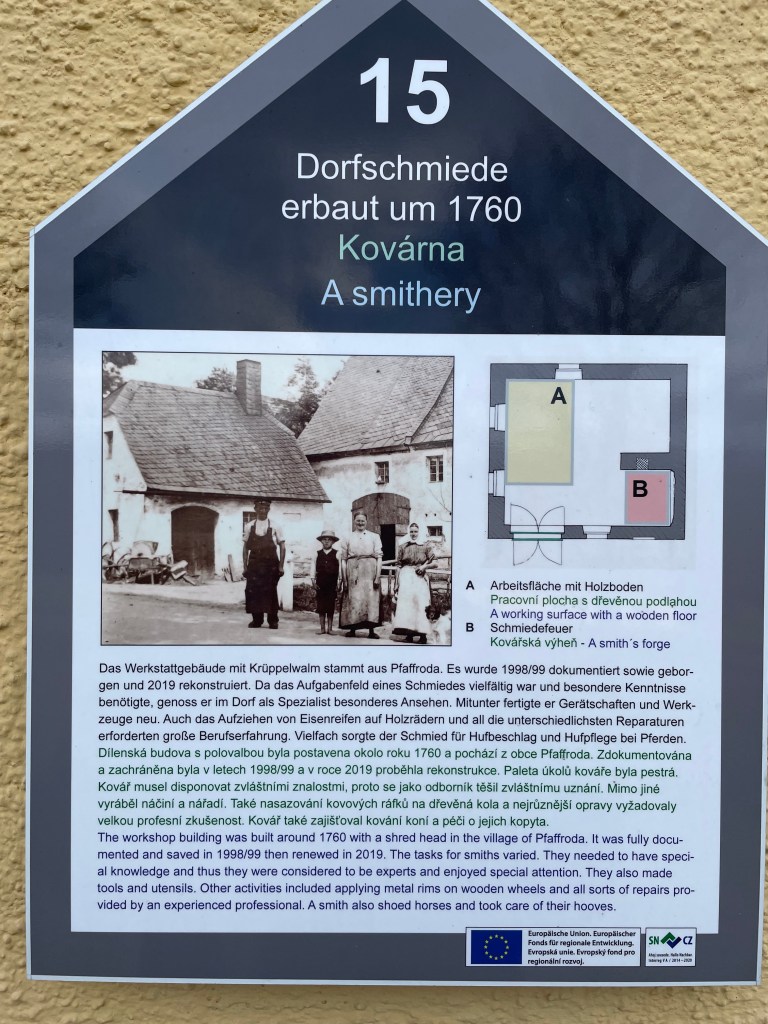 15
Dorfschmiede
erbaut um 1760
Kovárna
A smithery
A
B
A Arbeitsfläche mit Holzboden
Pracovní plocha s dřevěnou podlahou
A working surface with a wooden floor
B Schmiedefeuer
Kovářská výheň - A smith´s forge
Das Werkstattgebäude mit Krüppelwalm stammt aus Pfaffroda. Es wurde 1998/99 dokumentiert sowie gebor-
gen und 2019 rekonstruiert. Da das Aufgabenfeld eines Schmiedes vielfältig war und besondere Kenntnisse
benötigte, genoss er im Dorf als Spezialist besonderes Ansehen. Mitunter fertigte er Gerätschaften und Werk-
zeuge neu. Auch das Aufziehen von Eisenreifen auf Holzrädern und all die unterschiedlichsten Reparaturen
erforderten große Berufserfahrung. Vielfach sorgte der Schmied für Hufbeschlag und Hufpflege bei Pferden.
Dílenská budova s polovalbou byla postavena okolo roku 1760 a pochází z obce Pfaffroda. Zdokumentována
a zachráněna byla v letech 1998/99 a v roce 2019 proběhla rekonstrukce. Paleta úkolů kováře byla pestrá.
Kovář musel disponovat zvláštními znalostmi, proto se jako odborník těšil zvláštnímu uznání. Mimo jiné
vyráběl náčiní a nářadí. Také nasazování kovových ráfků na dřevěná kola a nejrůznější opravy vyžadovaly
velkou profesní zkušenost. Kovář také zajišťoval kování koní a péči o jejich kopyta.
The workshop building was built around 1760 with a shred head in the village of Pfaffroda. It was fully docu-
mented and saved in 1998/99 then renewed in 2019. The tasks for smiths varied. They needed to have speci-
al knowledge and thus they were considered to be experts and enjoyed special attention. They also made
tools and utensils. Other activities included applying metal rims on wooden wheels and all sorts of repairs pro-
vided by an experienced professional. A smith also shoed horses and took care of their hooves.
Europäische Union. Europäischer
Fonds für regionale Entwicklung.
Evropská unie. Evropský fond pro
regionální rozvoj.
SN CZ
Ahoj sousede. Hallo Nachbar.
Interreg V A / 2014 – 2020